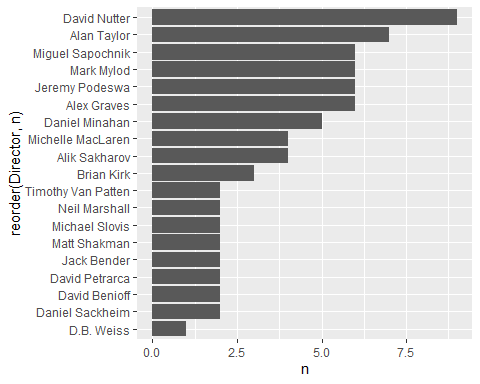 David Nutter
Alan Taylor
Miguel Sapochnik
Mark Mylod
Jeremy Podeswa
Alex Graves
Daniel Minahan
Michelle MacLaren
Alik Sakharov
Brian Kirk
Timothy Van Patten
Neil Marshall
Michael Slovis
Matt Shakman
Jack Bender
David Petrarca
David Benioff
Daniel Sackheim
D.B. Weiss
reorder(Director, n)
0.0 2.5 5.0 7.5
n